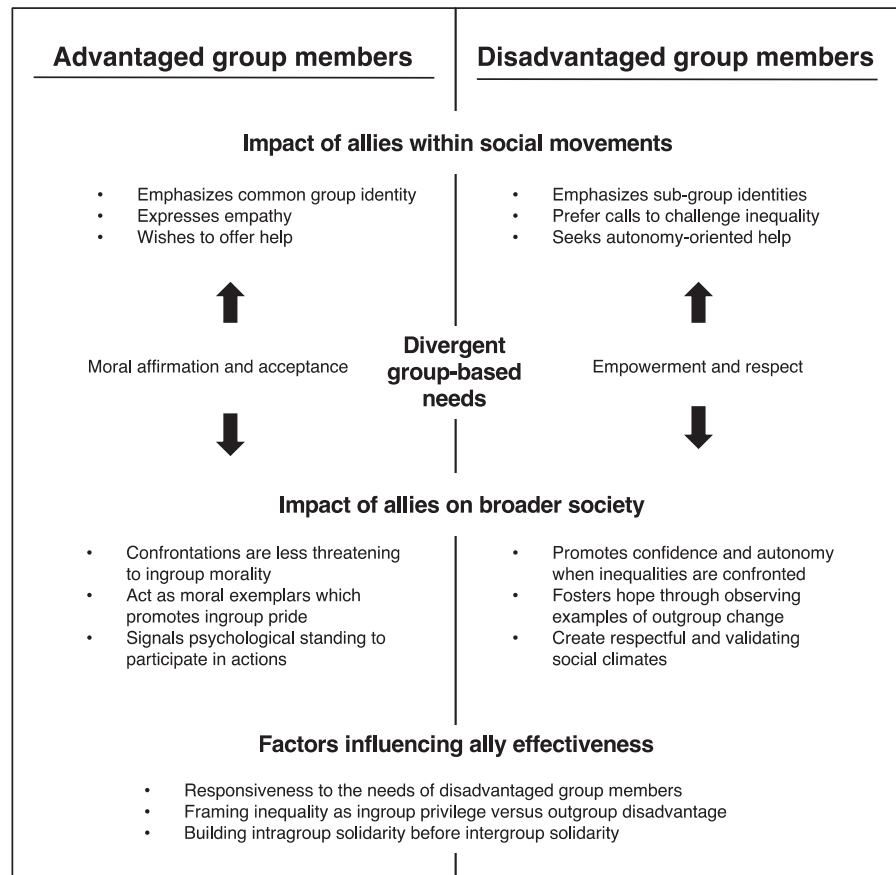 Advantaged group members
Disadvantaged group members
Impact of allies within social movements
• Emphasizes common group identity
• Expresses empathy
• Wishes to offer help
• Emphasizes sub-group identities
• Prefer calls to challenge inequality
• Seeks autonomy-oriented help
Moral affirmation and acceptance
Divergent
group-based
needs
Empowerment and respect
Impact of allies on broader society
• Confrontations are less threatening
to ingroup morality
• Act as moral exemplars which
promotes ingroup pride
• Signals psychological standing to
participate in actions
• Promotes confidence and autonomy
when inequalities are confronted
• Fosters hope through observing
examples of outgroup change
• Create respectful and validating
social climates
Factors influencing ally effectiveness
• Responsiveness to the needs of disadvantaged group members
• Framing inequality as ingroup privilege versus outgroup disadvantage
• Building intragroup solidarity before intergroup solidarity